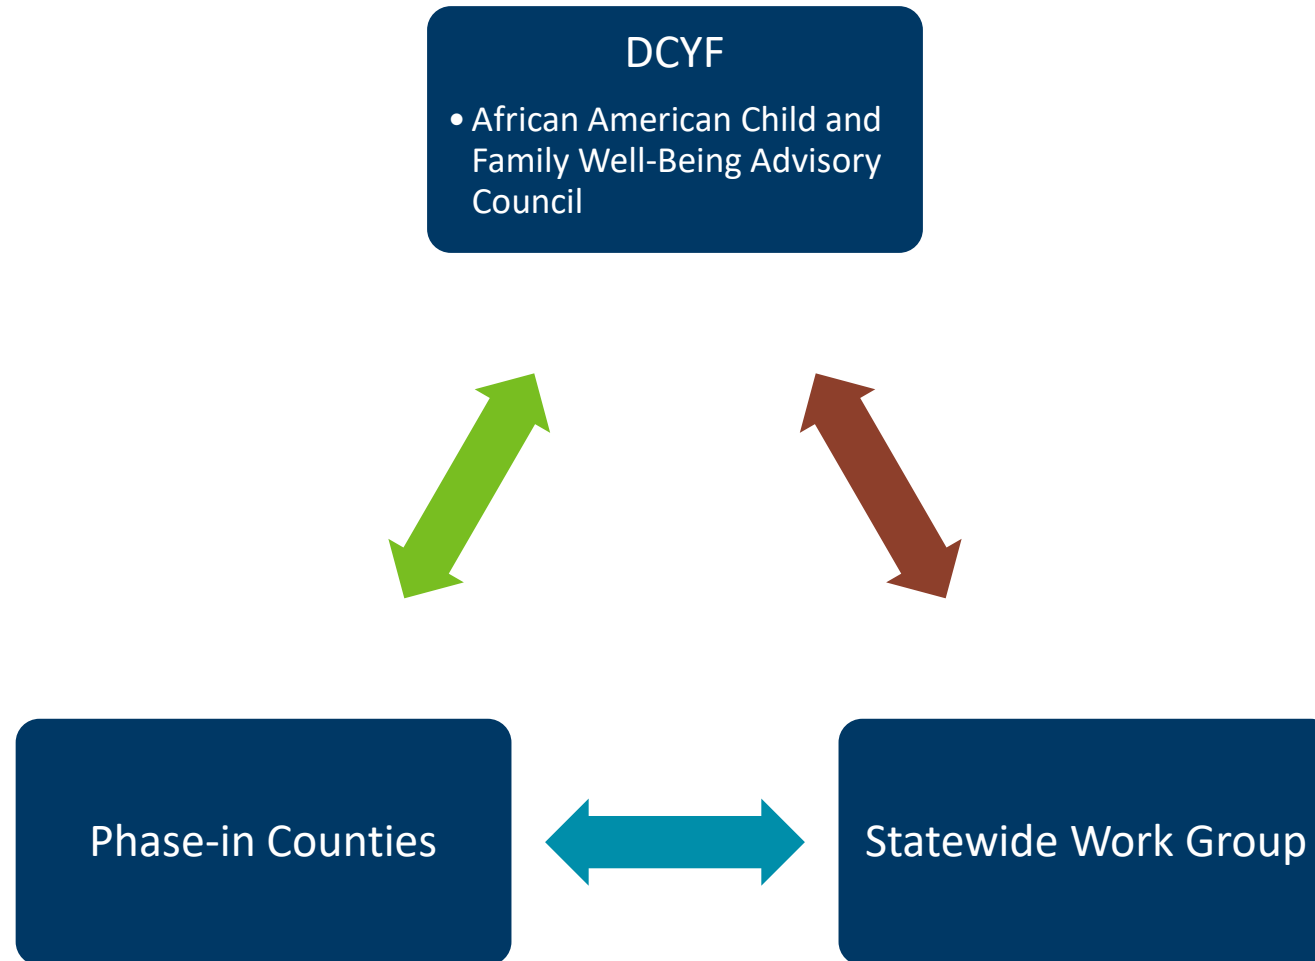 DCYF
• African American Child and
Family Well-Being Advisory
Council
Phase-in Counties
Statewide Work Group